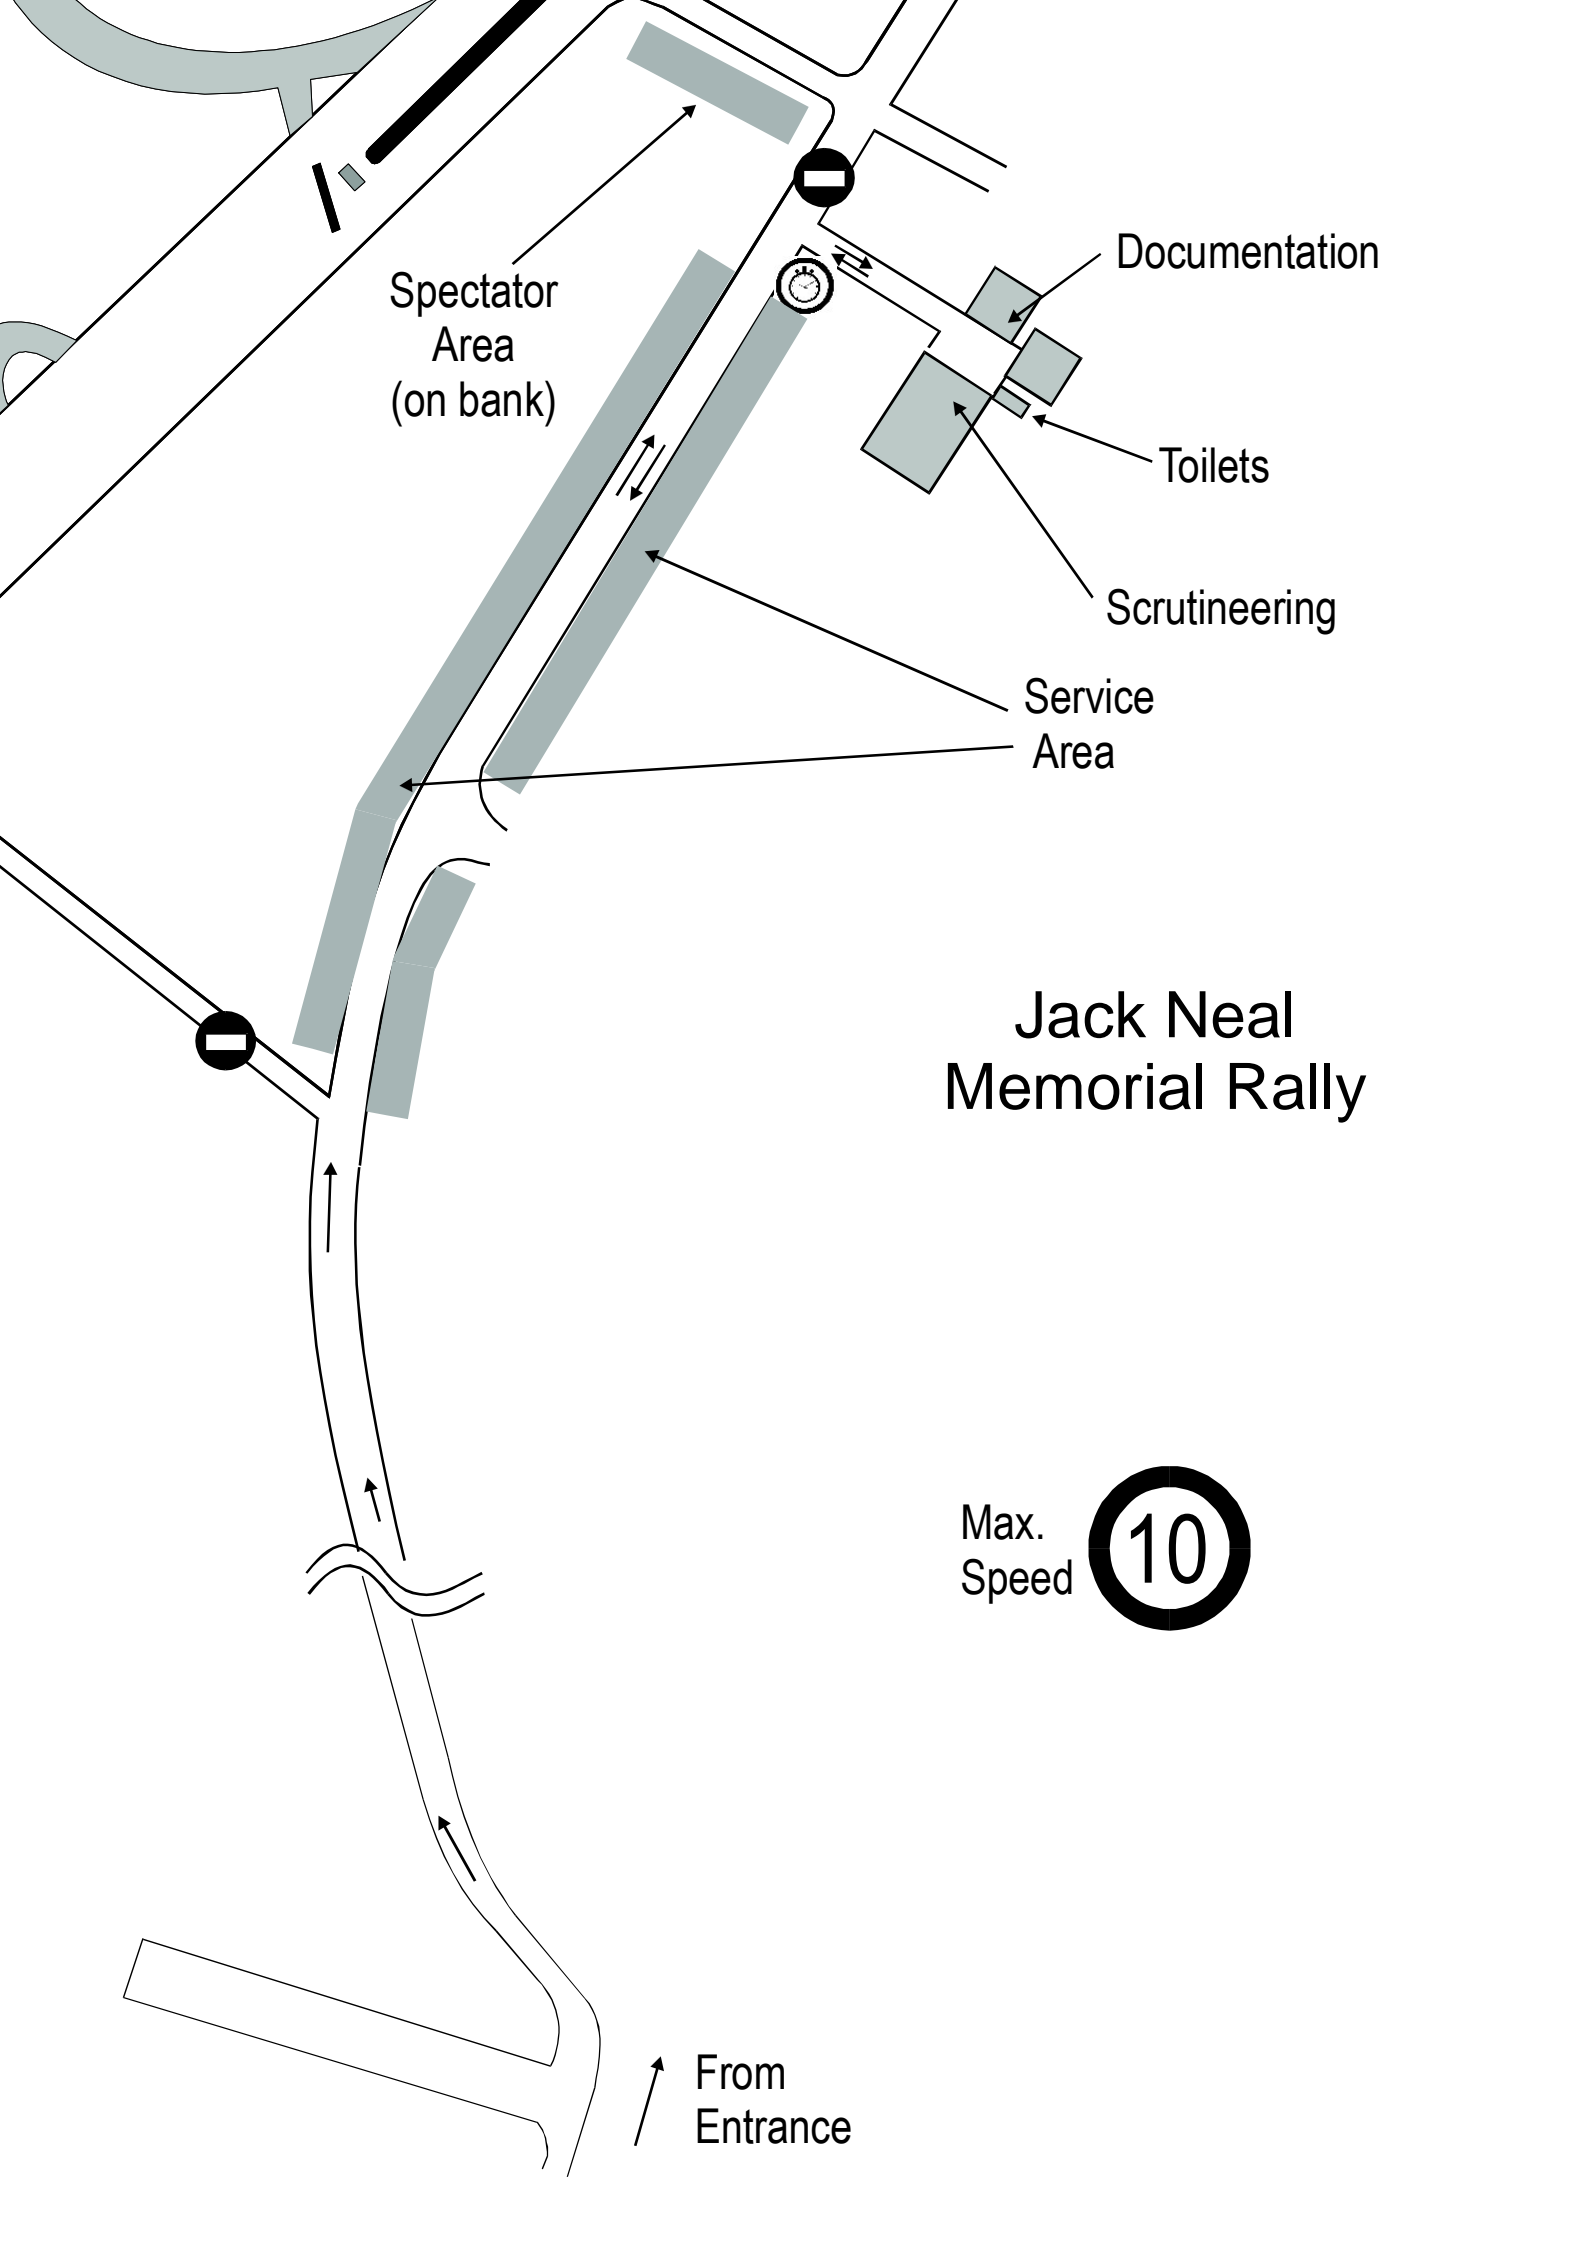 Documentation
Spectator
Area
(on bank)
Toilets
Scrutineering
Service
Area
Jack Neal
Memorial Rally
Max.
Speed
10
From
Entrance